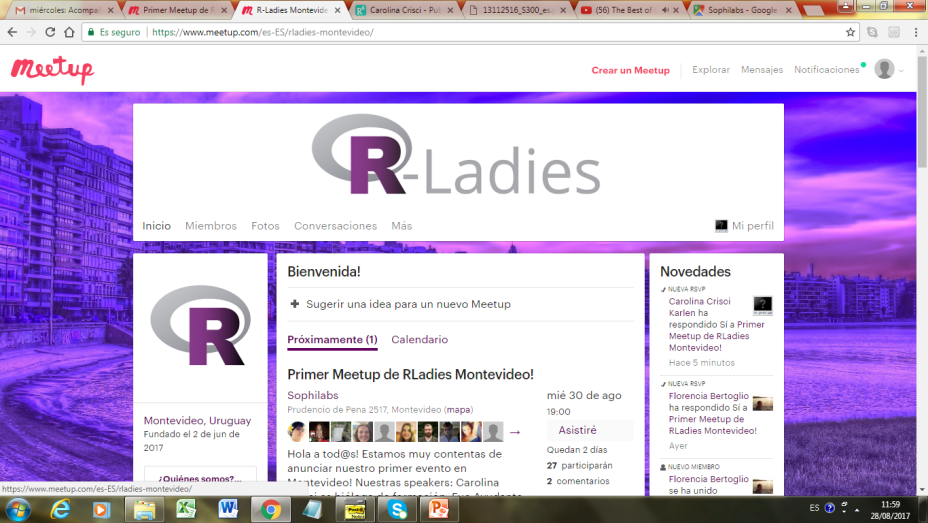 miércoles: Acompañ
Primer Meetup de R
R-Ladies Montevide
Carolina Crisci - Pu
13112516_S300_es
(56) The Best of
Sophilabs - Google
Es seguro | https://www.meetup.com/es-ES/rladies-montevideo/
Meetup
Crear un Meetup
Explorar
Mensajes
Notificaciones
R-Ladies
Inicio
Miembros
Fotos
Conversaciones
Más
Mi perfil
R
Montevideo, Uruguay
Fundado el 2 de jun de
2017
¿Quiénes somos?...
Bienvenida!
+ Sugerir una idea para un nuevo Meetup
Próximamente (1)
Calendario
Primer Meetup de RLadies Montevideo!
Sophilabs
Prudencio de Pena 2517, Montevideo (mapa)
→
Hola a tod@s! Estamos muy contentas de
anunciar nuestro primer evento en
Montevideo! Nuestras speakers: Carolina
mié 30 de ago
19:00
Asistiré
Quedan 2 días
27 participarán
2 comentarios
Novedades
NUEVA RSVP
Carolina Crisci
Karlen ha
respondido Sí a Primer
Meetup de RLadies
Montevideo!
Hace 5 minutos
NUEVA RSVP
Florencia Bertoglio
ha respondido Sí a
Primer Meetup de
RLadies Montevideo!
Ayer
NUEVO MIEMBRO
Florencia Bertoglio
se ha unido
https://www.meetup.com/es-ES/rladies-montevideo/
ES
11:59
28/08/2017